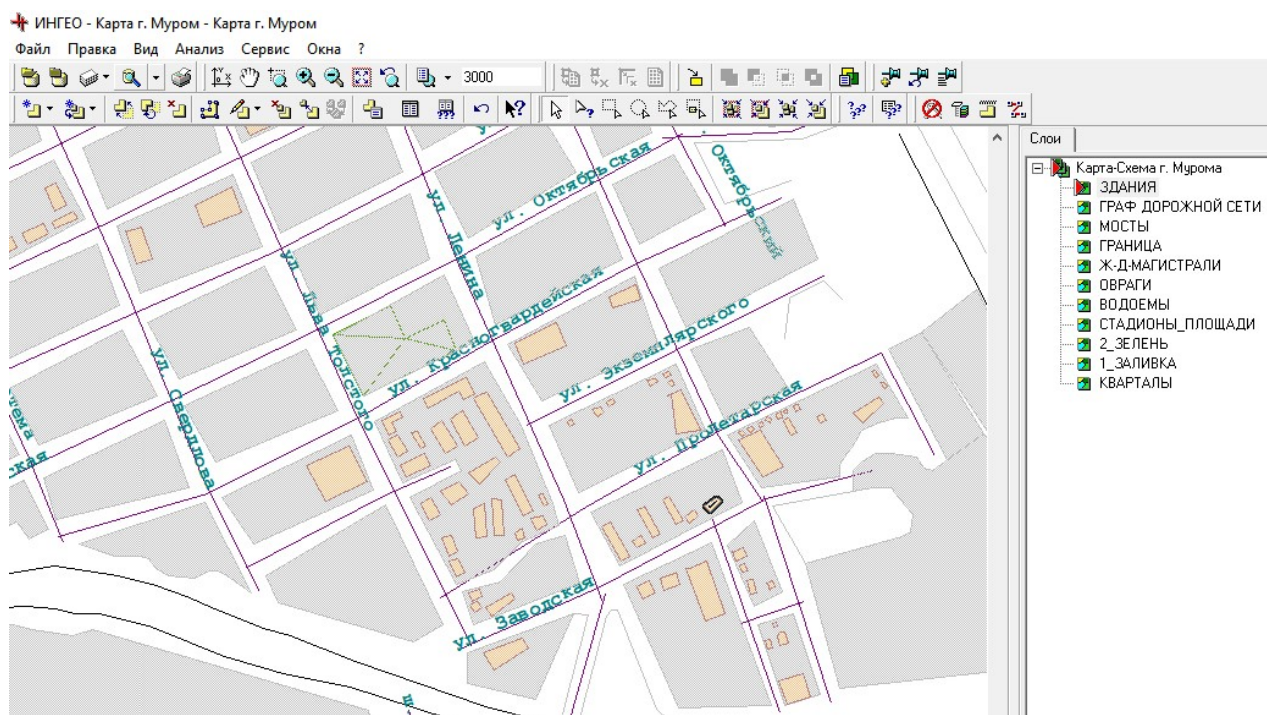 ИНГЕО - Карта г. Муром - Карта г. Муром
Файл Правка Вид Анализ Сервис Окна ?
3000
Слои
Карта-Схема г. Мурома
ЗДАНИЯ
ГРАФ ДОРОЖНОЙ СЕТИ
МОСТЫ
ГРАНИЦА
Ж-Д-МАГИСТРАЛИ
ОВРАГИ
ВОДОЕМЫ
СТАДИОНЫ_ПЛОЩАДИ
2_ЗЕЛЕНЬ
1_ЗАЛИВКА
КВАРТАЛЫ
ул. Октябрьская
Октябрьский
ул. Ленина
ул. Красногвардейская
ул. Льва Толстого
ул. Экземплярского
ул. Свердлова
ул. Пролетарская
ул. Заводская
тема
ская